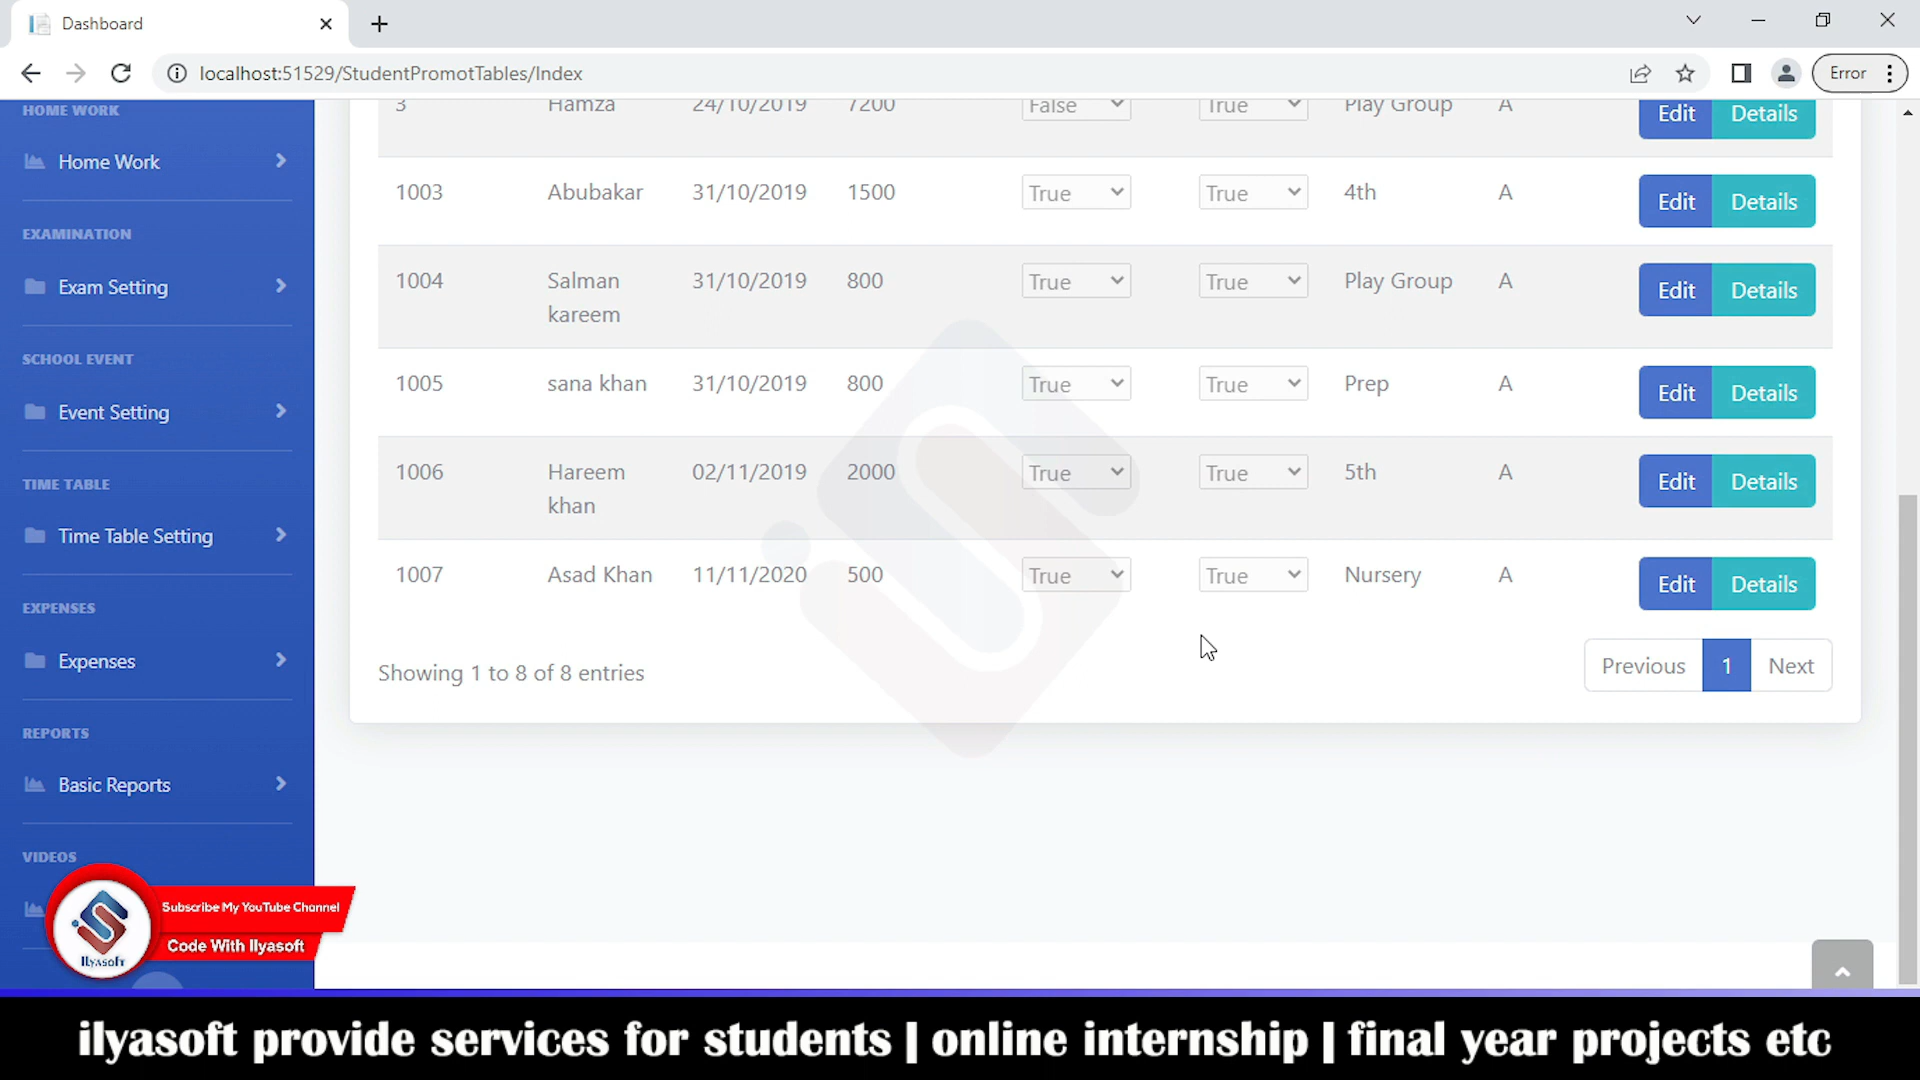 Dashboard
localhost:51529/StudentPromotTables/Index
Error
HOME WORK
Home Work
EXAMINATION
Exam Setting
SCHOOL EVENT
Event Setting
TIME TABLE
Time Table Setting
EXPENSES
Expenses
REPORTS
Basic Reports
VIDEOS
3 Hamza 24/10/2019 7200 False True Play Group A Edit Details
1003 Abubakar 31/10/2019 1500 True True 4th A Edit Details
1004 Salman kareem 31/10/2019 800 True True Play Group A Edit Details
1005 sana khan 31/10/2019 800 True True Prep A Edit Details
1006 Hareem khan 02/11/2019 2000 True True 5th A Edit Details
1007 Asad Khan 11/11/2020 500 True True Nursery A Edit Details
Showing 1 to 8 of 8 entries
Previous 1 Next
Subscribe My YouTube Channel
Code With Ilyasoft
Ilyasoft
ilyasoft provide services for students | online internship | final year projects etc